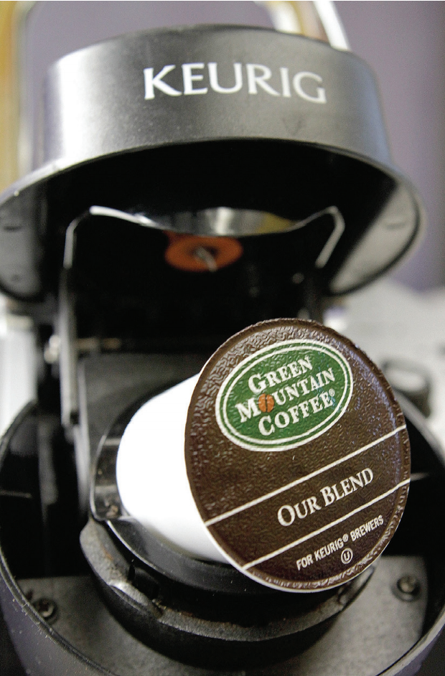 KEURIG
GREEN
MOUNTAIN
COFFEE®
OUR BLEND
FOR KEURIG® BREWERS
U